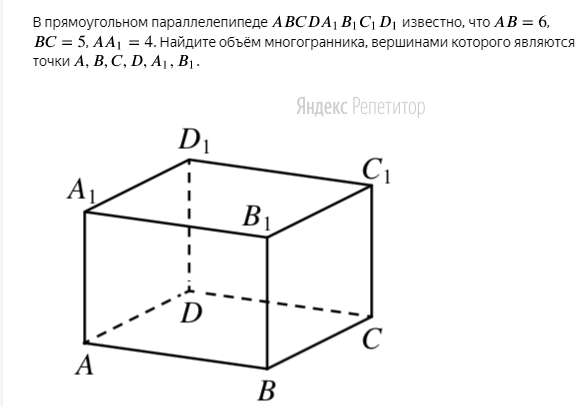 В прямоугольном параллелепипеде ABCDA₁B₁C₁D₁ известно, что AB = 6,
BC = 5, AA₁ = 4. Найдите объём многогранника, вершинами которого являются
точки A, B, C, D, A₁, B₁.
Яндекс Репетитор
D₁
C₁
A₁
B₁
D
C
A
B